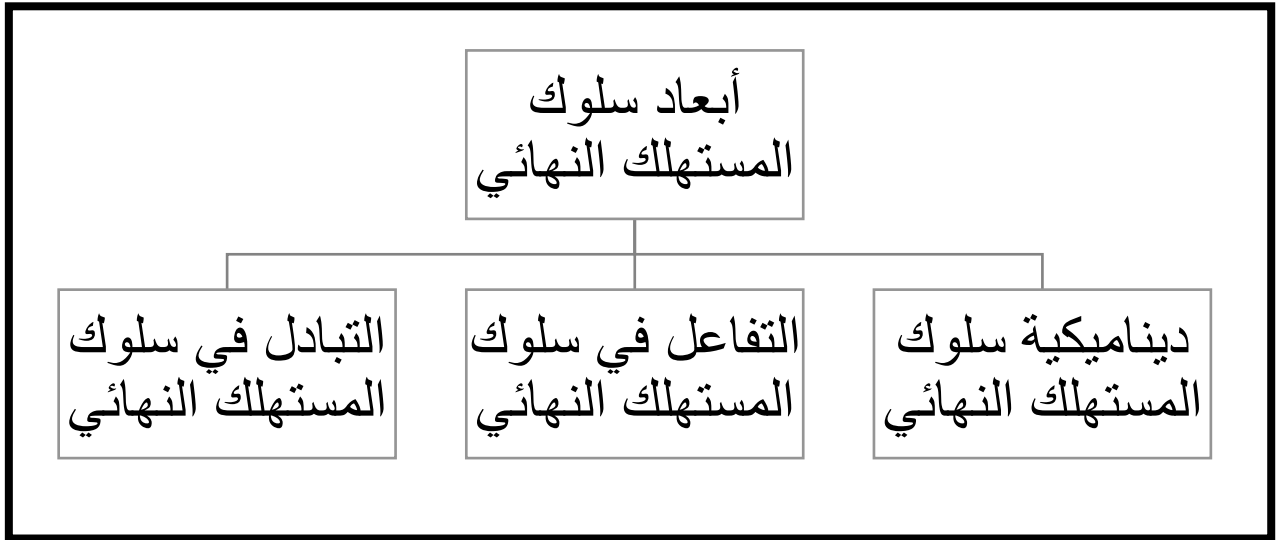 أبعاد سلوك
المستهلك النهائي
ديناميكية سلوك
المستهلك النهائي
التفاعل في سلوك
المستهلك النهائي
التبادل في سلوك
المستهلك النهائي